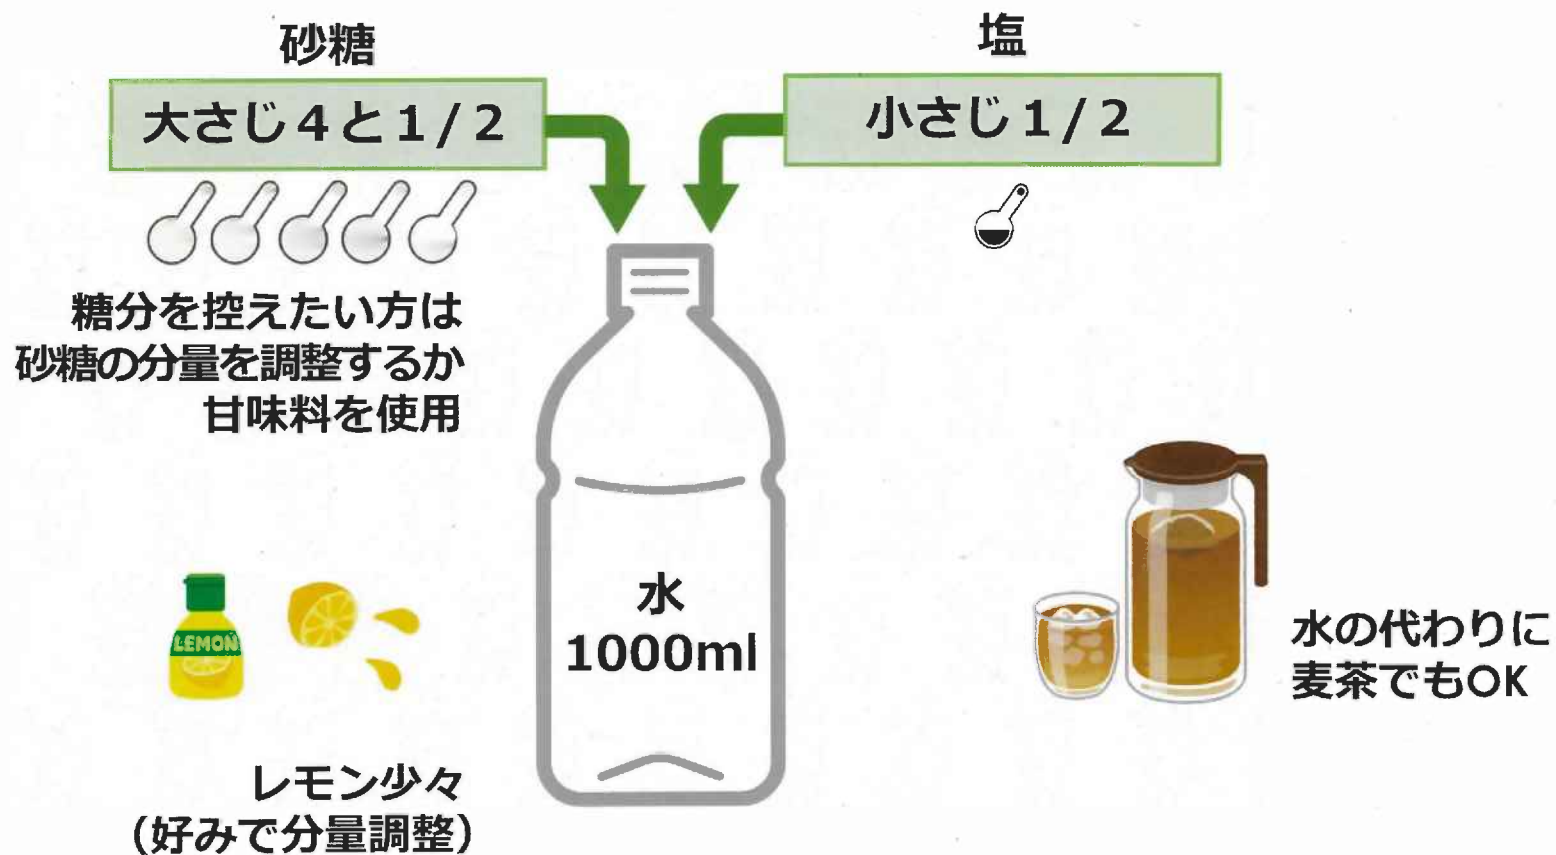 砂糖
大さじ4と1/2
塩
小さじ1/2
糖分を控えたい方は
砂糖の分量を調整するか
甘味料を使用
水
1000ml
LEMON
レモン少々
(好みで分量調整)
水の代わりに
麦茶でもOK